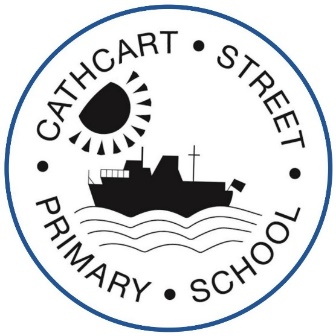 CATHCART • STREET
• PRIMARY • SCHOOL •